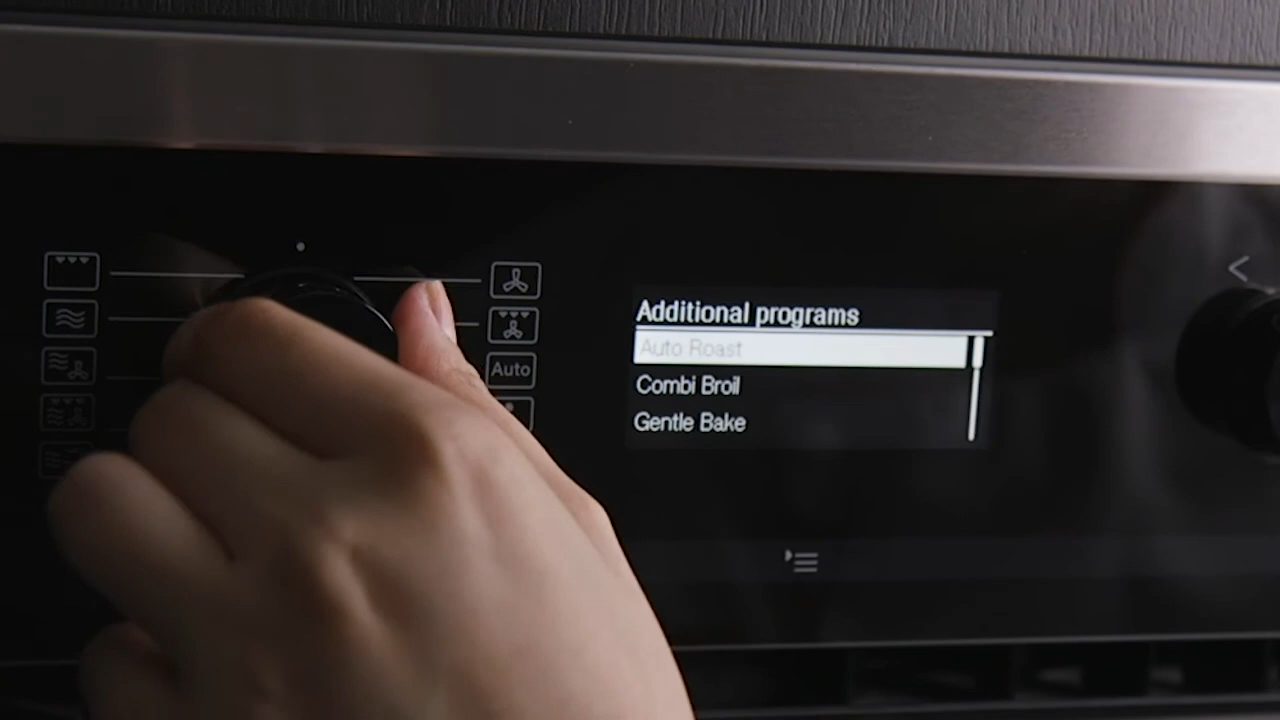 Additional programs
Auto Roast
Auto
Combi Broil
Gentle Bake